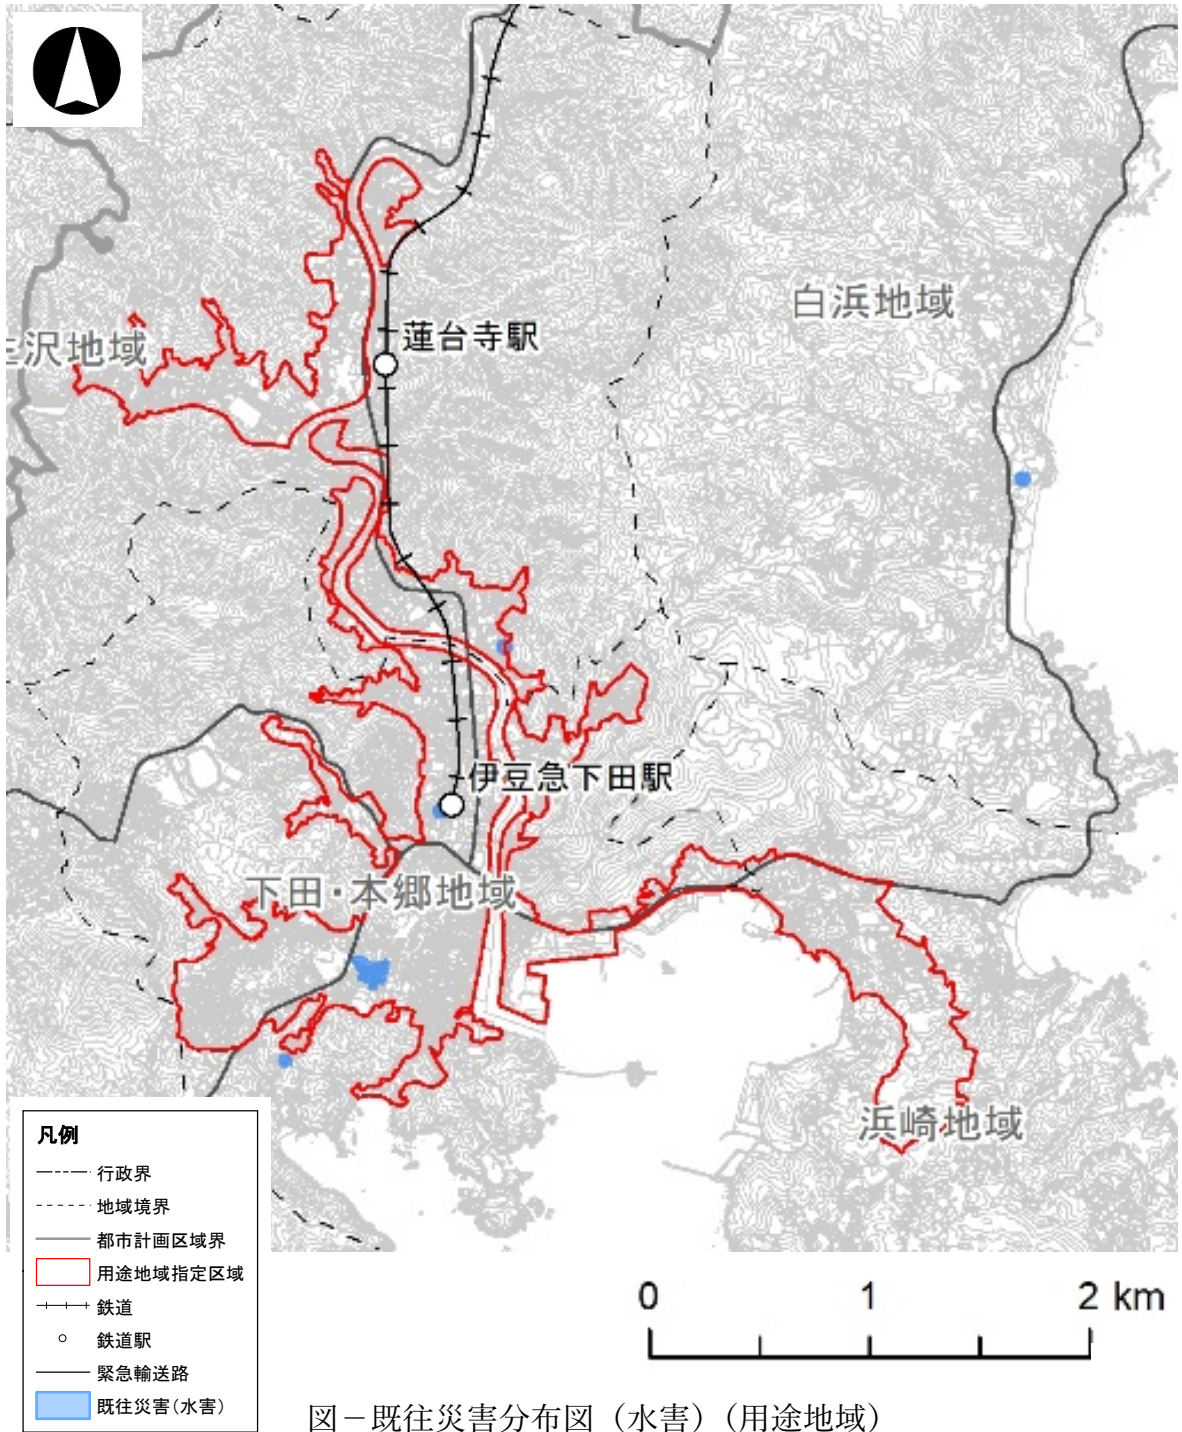 白浜地域
蓮台寺駅
沢地域
伊豆急下田駅
下田・本郷地域
浜崎地域
凡例
行政界
地域境界
都市計画区域界
用途地域指定区域
鉄道
鉄道駅
緊急輸送路
既往災害(水害)
0 1 2 km
図－既往災害分布図（水害）(用途地域）